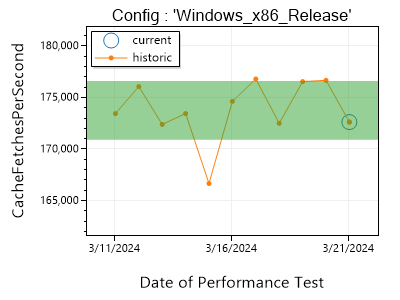 Config : 'Windows_x86_Release'
current
historic
CacheFetchesPerSecond
180,000
175,000
170,000
165,000
3/11/2024
3/16/2024
3/21/2024
Date of Performance Test